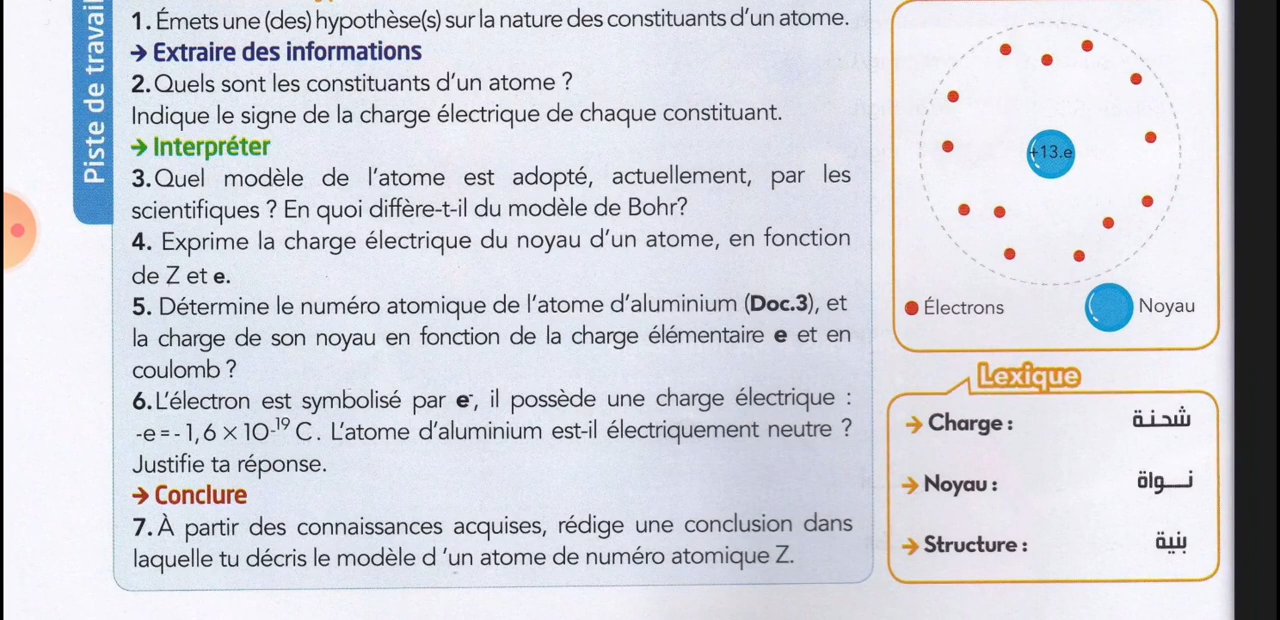 Piste de travail
1. Émets une (des) hypothèse(s) sur la nature des constituants d'un atome.
→ Extraire des informations
2. Quels sont les constituants d'un atome ?
Indique le signe de la charge électrique de chaque constituant.
→ Interpréter
3. Quel modèle de l'atome est adopté, actuellement, par les
scientifiques ? En quoi diffère-t-il du modèle de Bohr?
4. Exprime la charge électrique du noyau d'un atome, en fonction
de Z et e.
5. Détermine le numéro atomique de l'atome d'aluminium (Doc.3), et
la charge de son noyau en fonction de la charge élémentaire e et en
coulomb ?
6. L'électron est symbolisé par e⁻, il possède une charge électrique :
-e = - 1,6 × 10⁻¹⁹ C. L'atome d'aluminium est-il électriquement neutre ?
Justifie ta réponse.
→ Conclure
7. À partir des connaissances acquises, rédige une conclusion dans
laquelle tu décris le modèle d 'un atome de numéro atomique Z.
+13.e
Électrons
Noyau
Lexique
→ Charge : شحنة
→ Noyau : نـــواة
→ Structure : بنية